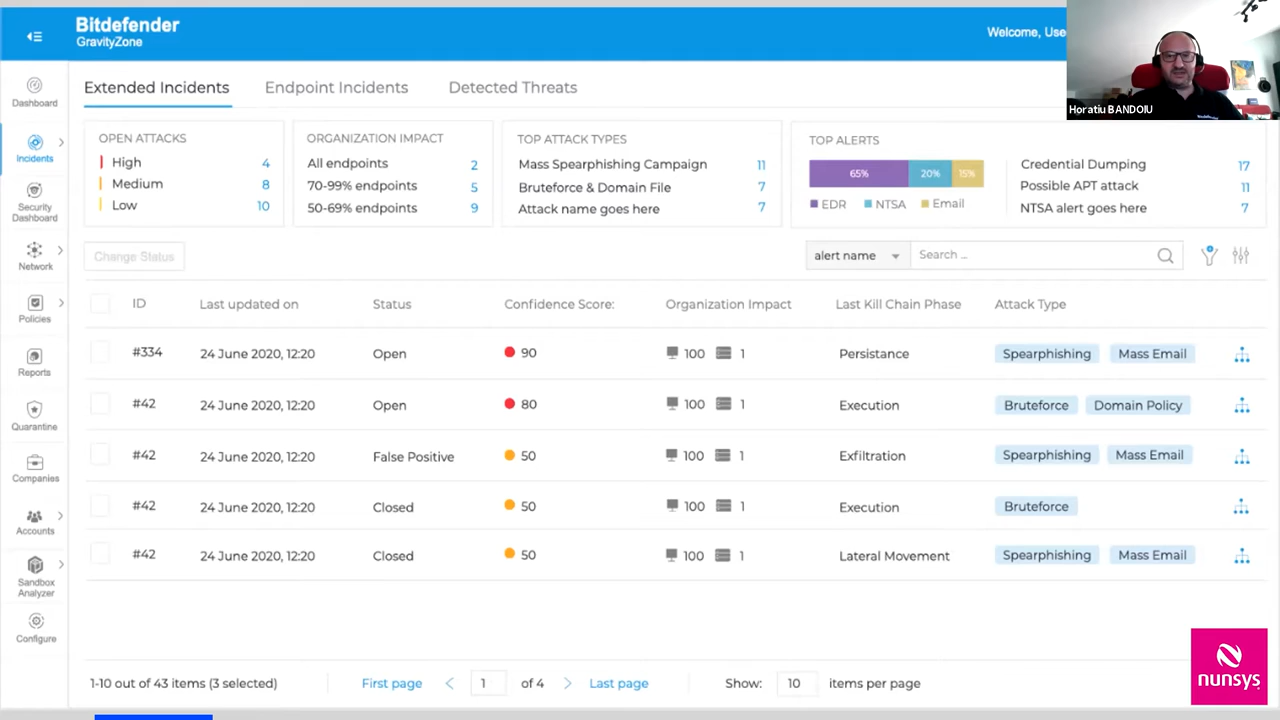 Bitdefender
GravityZone
Welcome, Use
Horatiu BANDOIU
Dashboard
Incidents
Security
Dashboard
Network
Policies
Reports
Quarantine
Companies
Accounts
Sandbox
Analyzer
Configure
Extended Incidents Endpoint Incidents Detected Threats
OPEN ATTACKS
High 4
Medium 8
Low 10
ORGANIZATION IMPACT
All endpoints 2
70-99% endpoints 5
50-69% endpoints 9
TOP ATTACK TYPES
Mass Spearphishing Campaign 11
Bruteforce & Domain File 7
Attack name goes here 7
TOP ALERTS
65% 20% 15%
EDR NTSA Email
Credential Dumping 17
Possible APT attack 11
NTSA alert goes here 7
Change Status
alert name Search ...
ID Last updated on Status Confidence Score: Organization Impact Last Kill Chain Phase Attack Type
#334 24 June 2020, 12:20 Open 90 100 1 Persistance Spearphishing Mass Email
#42 24 June 2020, 12:20 Open 80 100 1 Execution Bruteforce Domain Policy
#42 24 June 2020, 12:20 False Positive 50 100 1 Exfiltration Spearphishing Mass Email
#42 24 June 2020, 12:20 Closed 50 100 1 Execution Bruteforce
#42 24 June 2020, 12:20 Closed 50 100 1 Lateral Movement Spearphishing Mass Email
1-10 out of 43 items (3 selected) First page < 1 of 4 > Last page Show: 10 items per page
nunsys